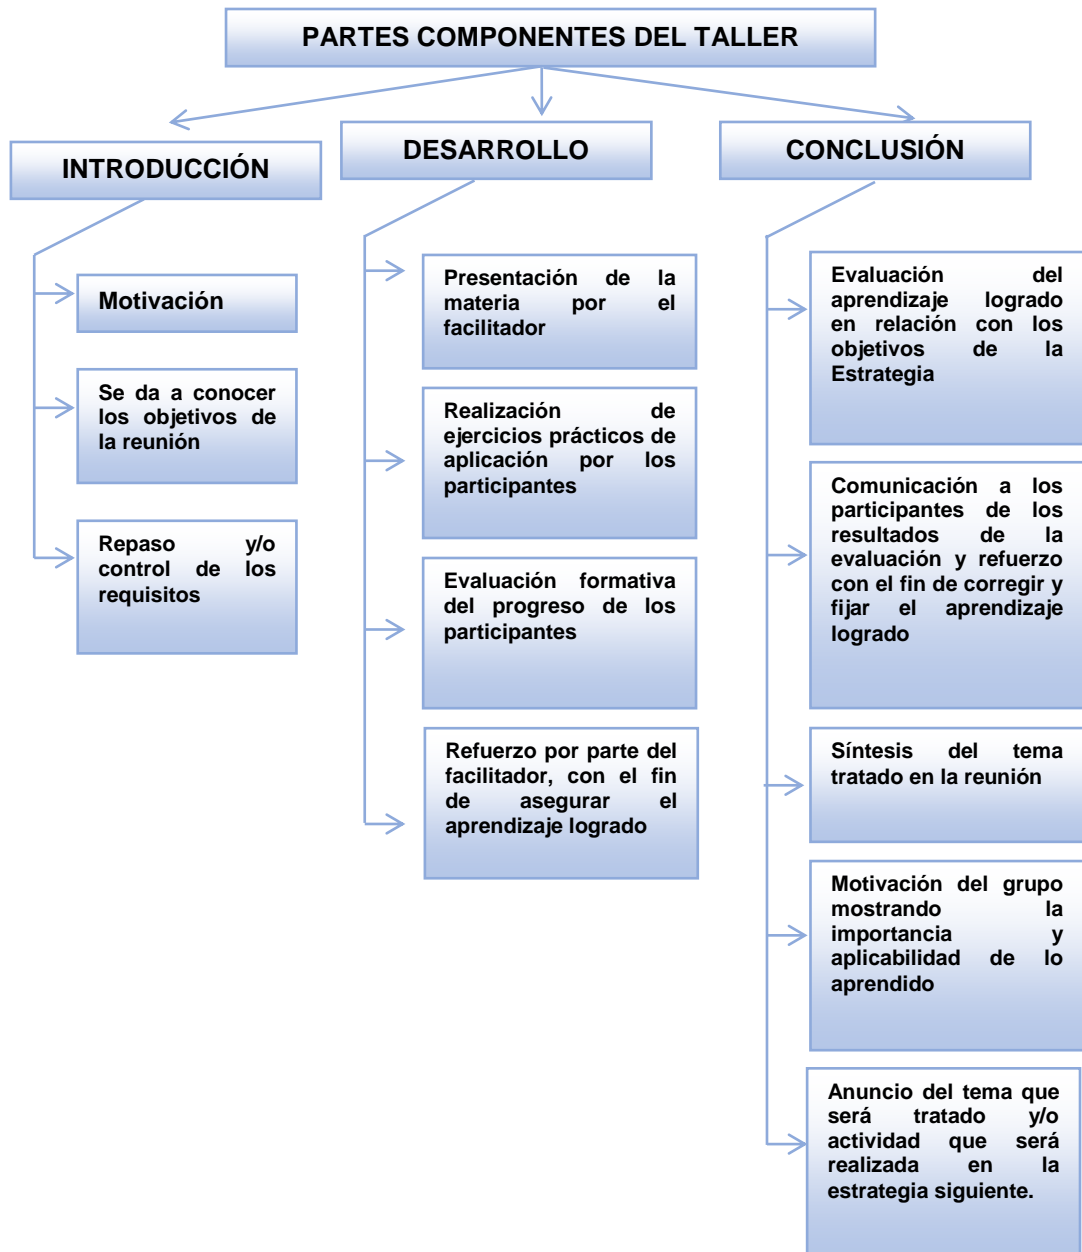 PARTES COMPONENTES DEL TALLER
INTRODUCCIÓN
Motivación
Se da a conocer
los objetivos de
la reunión
Repaso y/o
control de los
requisitos
DESARROLLO
Presentación de la
materia por el
facilitador
Realización de
ejercicios prácticos de
aplicación por los
participantes
Evaluación formativa
del progreso de los
participantes
Refuerzo por parte del
facilitador, con el fin
de asegurar el
aprendizaje logrado
CONCLUSIÓN
Evaluación del
aprendizaje logrado
en relación con los
objetivos de la
Estrategia
Comunicación a los
participantes de los
resultados de la
evaluación y refuerzo
con el fin de corregir y
fijar el aprendizaje
logrado
Síntesis del tema
tratado en la reunión
Motivación del grupo
mostrando la
importancia y
aplicabilidad de lo
aprendido
Anuncio del tema que
será tratado y/o
actividad que será
realizada en la
estrategia siguiente.